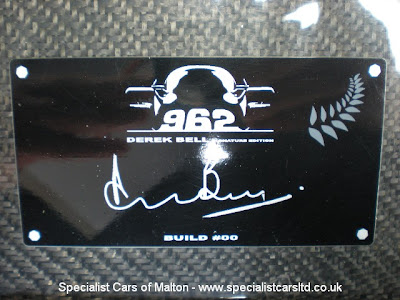 962
DEREK BELL SIGNATURE EDITION
BUILD #00
Specialist Cars of Malton - www.specialistcarsltd.co.uk